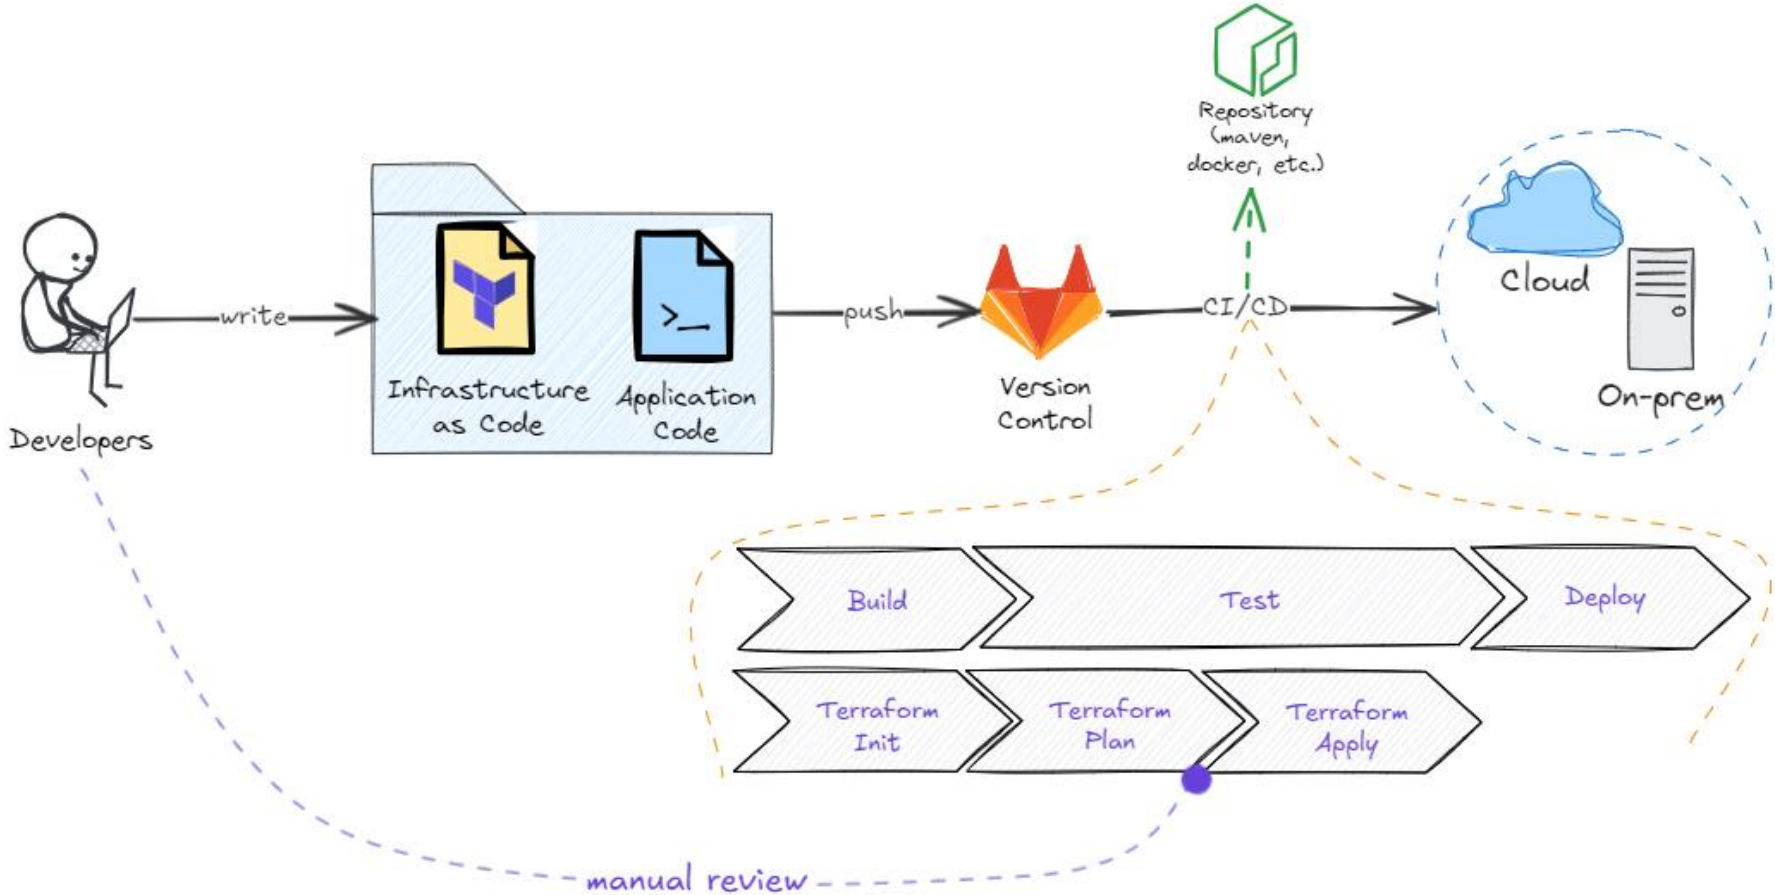 Repository
(maven,
docker, etc.)
write
push
CI/CD
Cloud
On-prem
Infrastructure
as Code
Application
Code
>_
Version
Control
Developers
Build
Test
Deploy
Terraform
Init
Terraform
Plan
Terraform
Apply
manual review